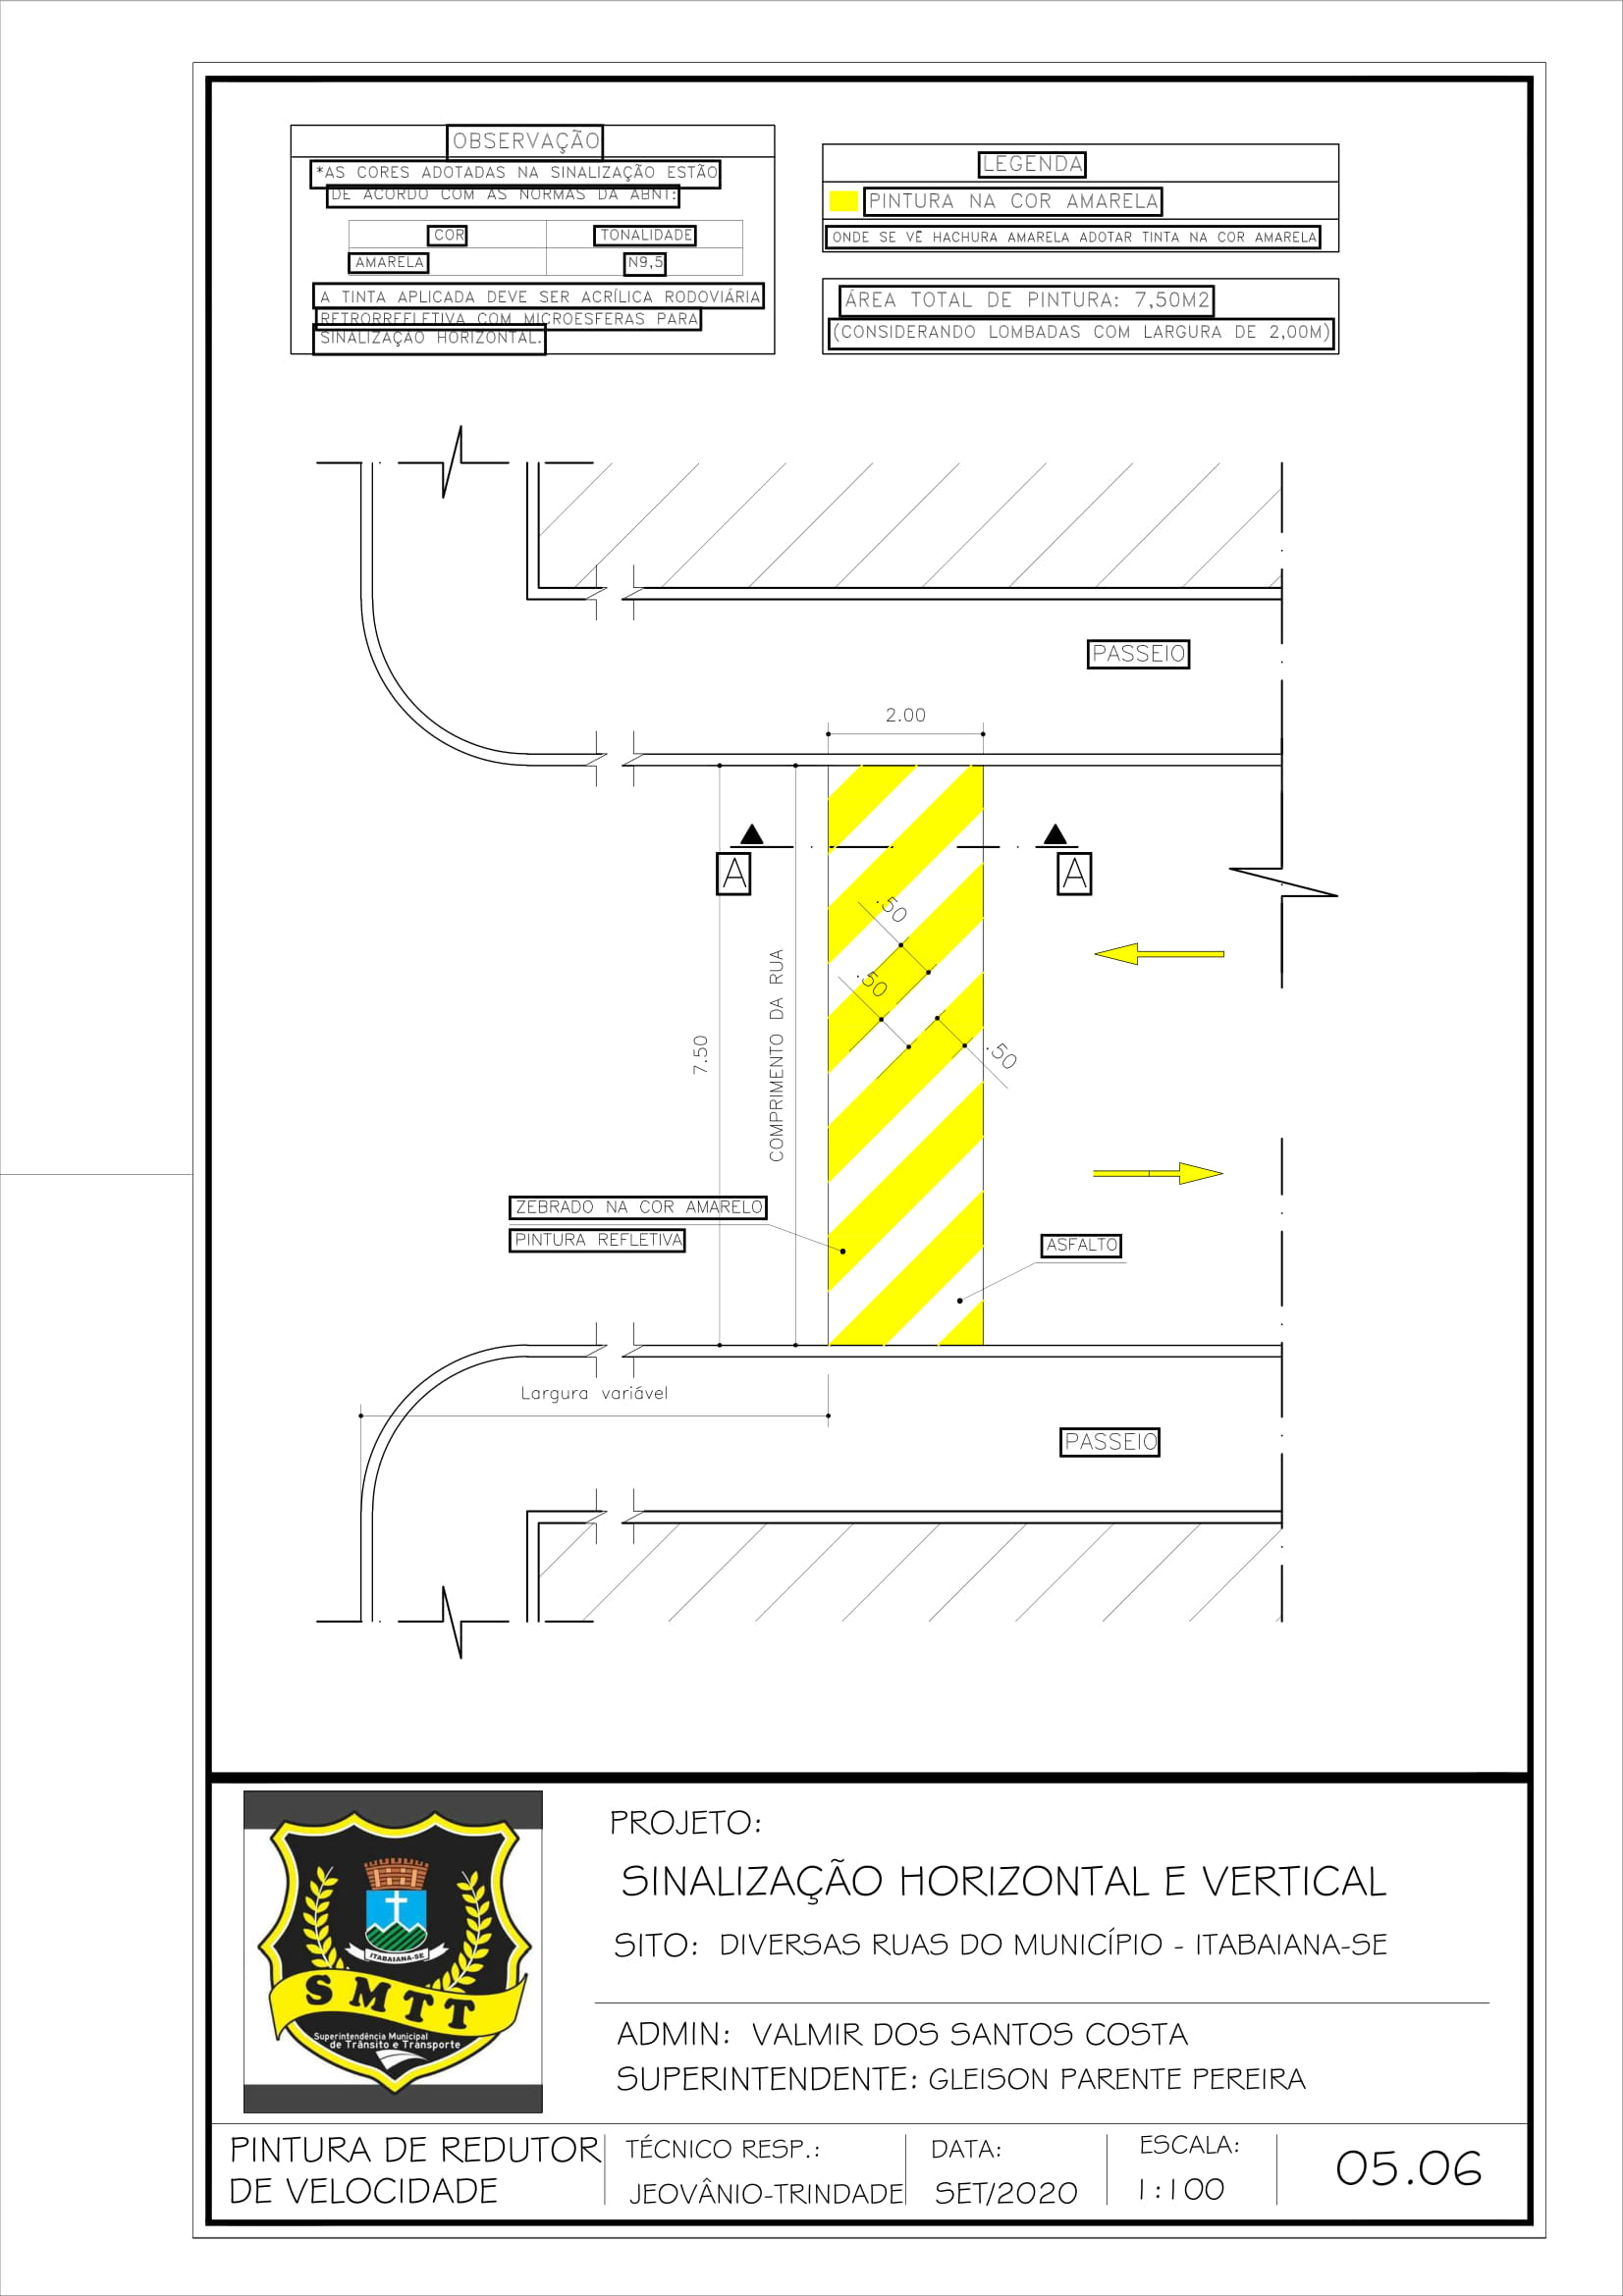 OBSERVAÇÃO
*AS CORES ADOTADAS NA SINALIZAÇÃO ESTÃO
DE ACORDO COM AS NORMAS DA ABNT:
COR TONALIDADE
AMARELA N9,5
A TINTA APLICADA DEVE SER ACRÍLICA RODOVIÁRIA
RETRORREFLETIVA COM MICROESFERAS PARA
SINALIZAÇÃO HORIZONTAL.
LEGENDA
PINTURA NA COR AMARELA
ONDE SE VÊ HACHURA AMARELA ADOTAR TINTA NA COR AMARELA
ÁREA TOTAL DE PINTURA: 7,50M2
(CONSIDERANDO LOMBADAS COM LARGURA DE 2,00M)
PASSEIO
2.00
A
A
.50
.50
.50
7.50
COMPRIMENTO DA RUA
ZEBRADO NA COR AMARELO
PINTURA REFLETIVA
ASFALTO
Largura variável
PASSEIO
ITABAIANA-SE
SMTT
Superintendência Municipal
de Trânsito e Transporte
PROJETO:
SINALIZAÇÃO HORIZONTAL E VERTICAL
SITO: DIVERSAS RUAS DO MUNICÍPIO - ITABAIANA-SE
ADMIN: VALMIR DOS SANTOS COSTA
SUPERINTENDENTE: GLEISON PARENTE PEREIRA
PINTURA DE REDUTOR
DE VELOCIDADE
TÉCNICO RESP.:
JEOVÂNIO-TRINDADE
DATA:
SET/2020
ESCALA:
1:100
05.06